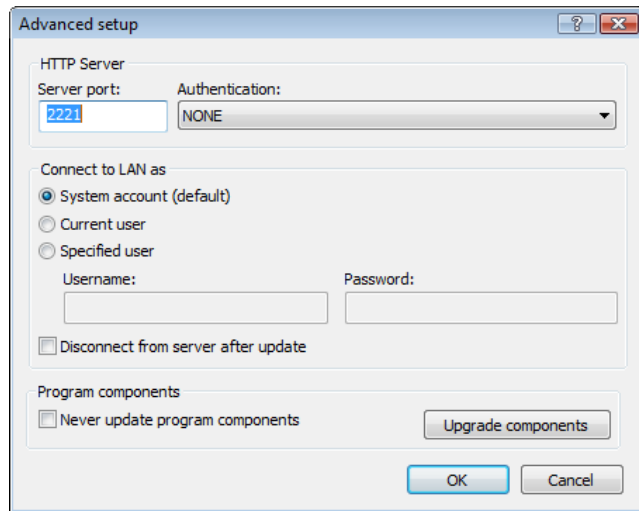 Advanced setup
?
HTTP Server
Server port:
Authentication:
2221
NONE
Connect to LAN as
System account (default)
Current user
Specified user
Username:
Password:
Disconnect from server after update
Program components
Never update program components
Upgrade components
OK
Cancel